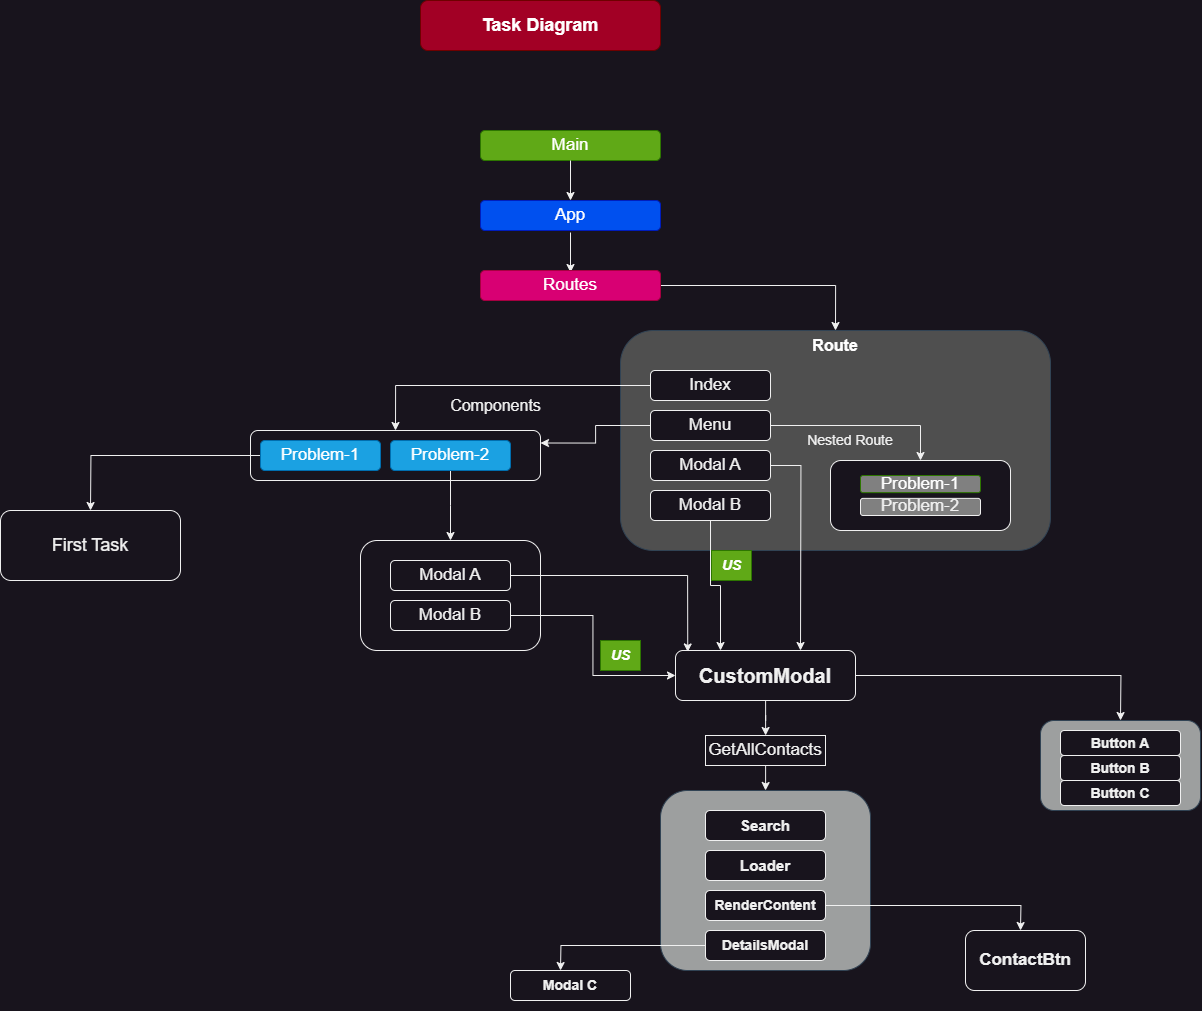 Task Diagram
Main
App
Routes
Route
Index
Components
Menu
Nested Route
Problem-1
Problem-2
Modal A
Problem-1
Problem-2
Modal B
First Task
US
Modal A
Modal B
US
CustomModal
GetAllContacts
Button A
Button B
Button C
Search
Loader
RenderContent
DetailsModal
ContactBtn
Modal C